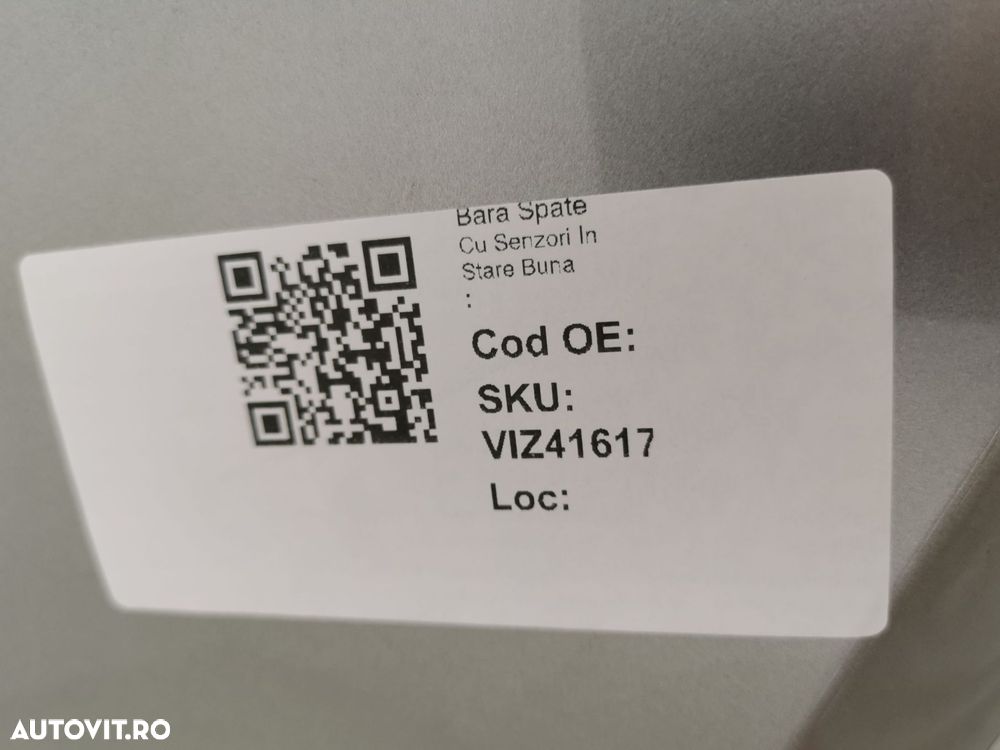 Bara Spate
Cu Senzori In
Stare Buna
:
Cod OE:
SKU:
VIZ41617
Loc:
AUTOVIT.RO